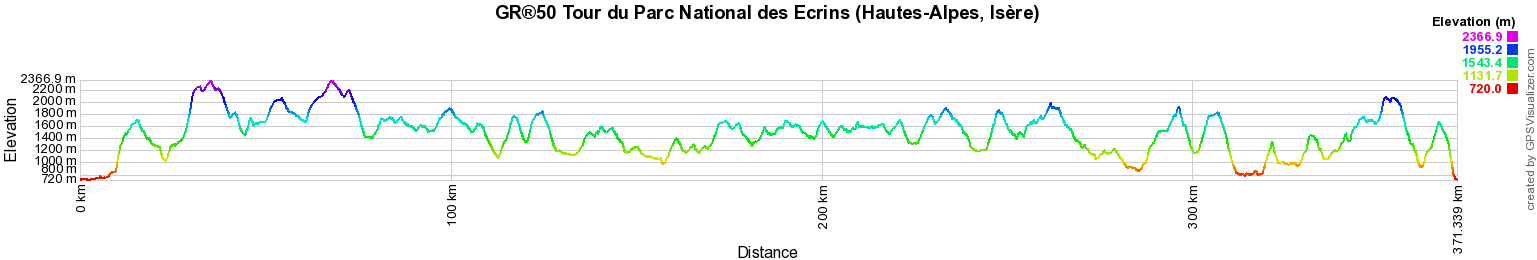 GR®50 Tour du Parc National des Ecrins (Hautes-Alpes, Isère)
Elevation (m)
2366.9
1955.2
1543.4
1131.7
720.0
2366.9 m
2200 m
2000 m
1800 m
1600 m
1400 m
1200 m
1000 m
800 m
720 m
Elevation
0 km
100 km
200 km
300 km
371.339 km
Distance
created by GPSVisualizer.com